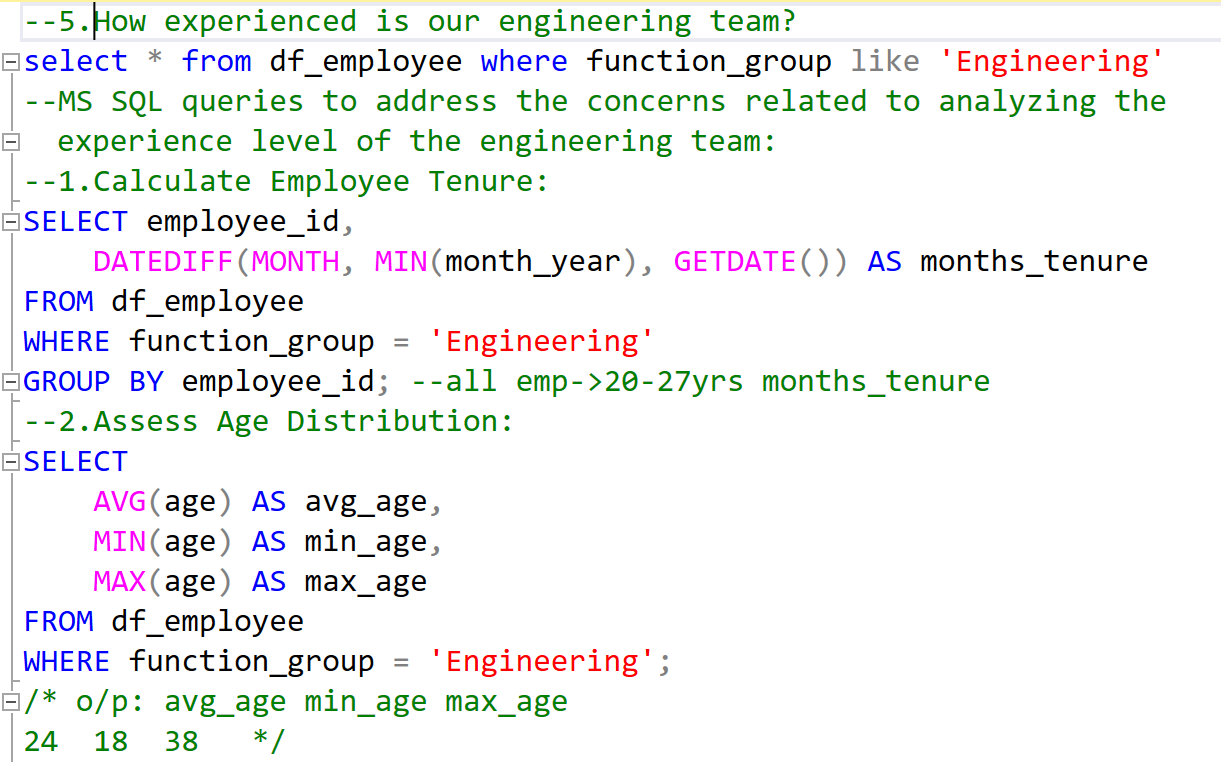 --5.How experienced is our engineering team?
select * from df_employee where function_group like 'Engineering'
--MS SQL queries to address the concerns related to analyzing the
experience level of the engineering team:
--1.Calculate Employee Tenure:
SELECT employee_id,
DATEDIFF(MONTH, MIN(month_year), GETDATE()) AS months_tenure
FROM df_employee
WHERE function_group = 'Engineering'
GROUP BY employee_id; --all emp->20-27yrs months_tenure
--2.Assess Age Distribution:
SELECT
AVG(age) AS avg_age,
MIN(age) AS min_age,
MAX(age) AS max_age
FROM df_employee
WHERE function_group = 'Engineering';
/* o/p: avg_age min_age max_age
24 18 38 */